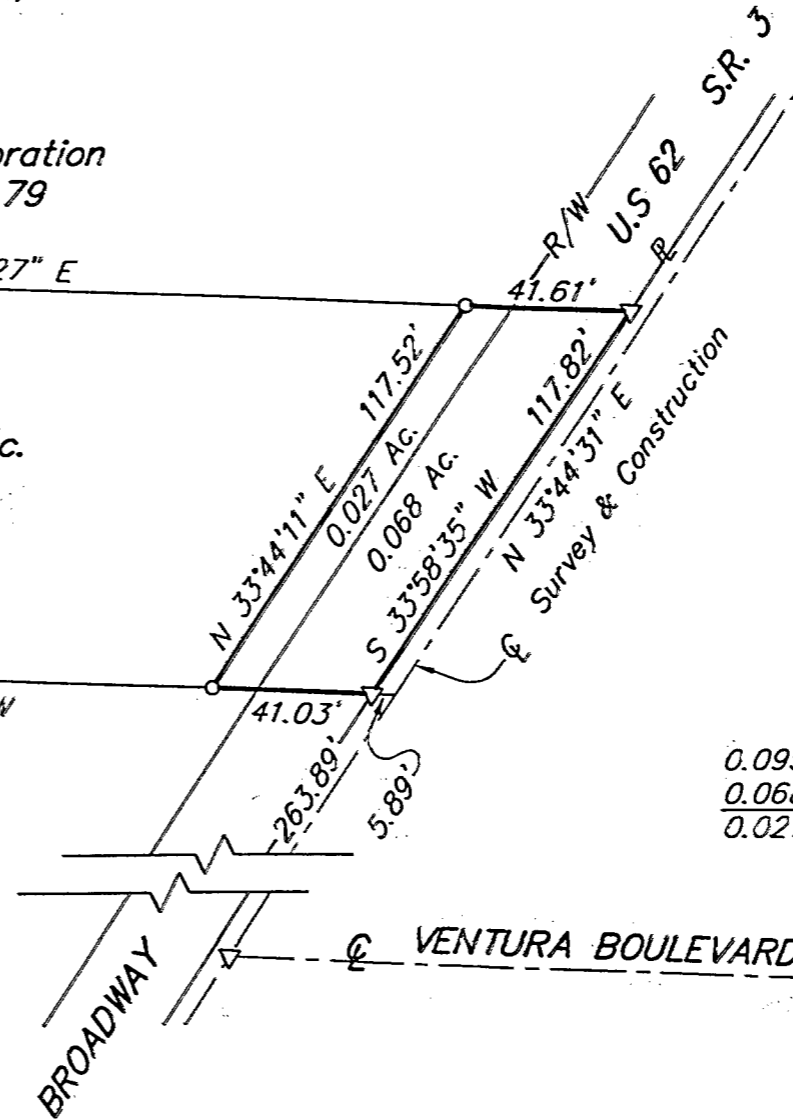 S.R. 3
oration
79
U.S 62
R/W
27" E
41.61'
117.52'
117.82'
c.
N 33°44'11" E
0.027 Ac.
0.068 Ac.
S 33°58'35" W
N 33°44'31" E
℄ Survey & Construction
W
41.03'
263.89'
5.89'
0.09
0.06
0.02
℄ VENTURA BOULEVARD
BROADWAY